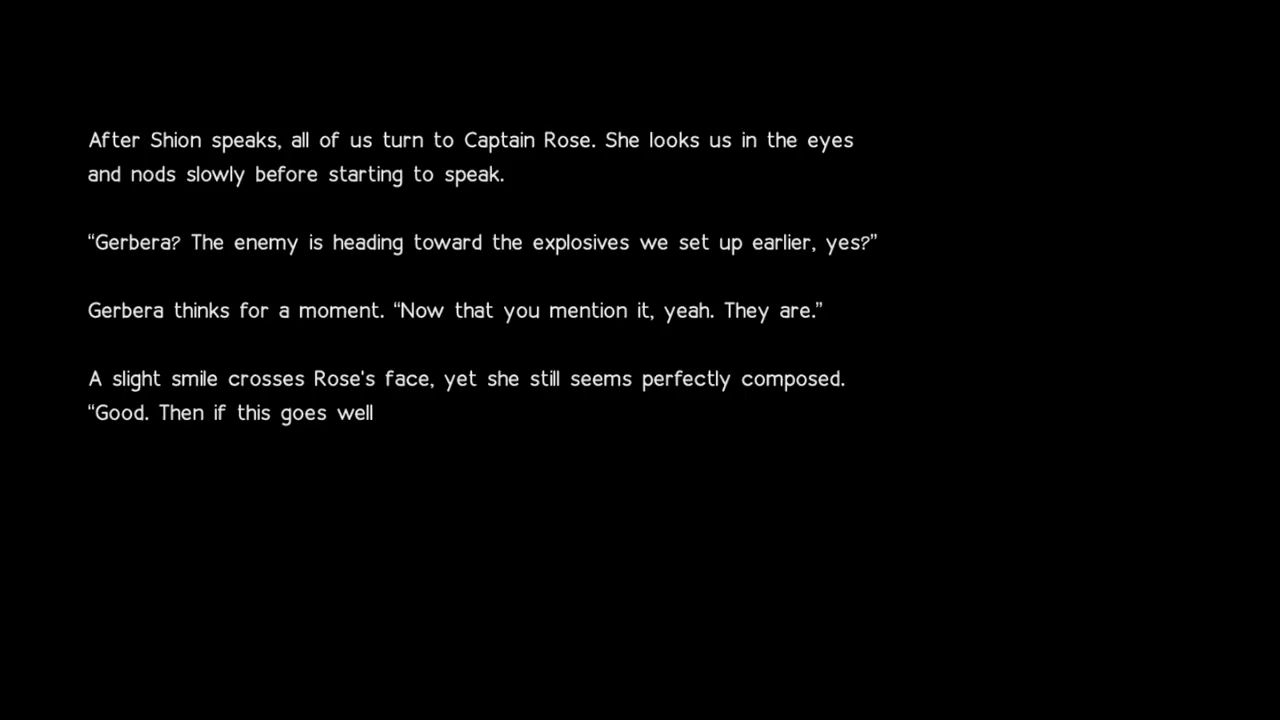 After Shion speaks, all of us turn to Captain Rose. She looks us in the eyes
and nods slowly before starting to speak.
“Gerbera? The enemy is heading toward the explosives we set up earlier, yes?”
Gerbera thinks for a moment. “Now that you mention it, yeah. They are.”
A slight smile crosses Rose's face, yet she still seems perfectly composed.
“Good. Then if this goes well